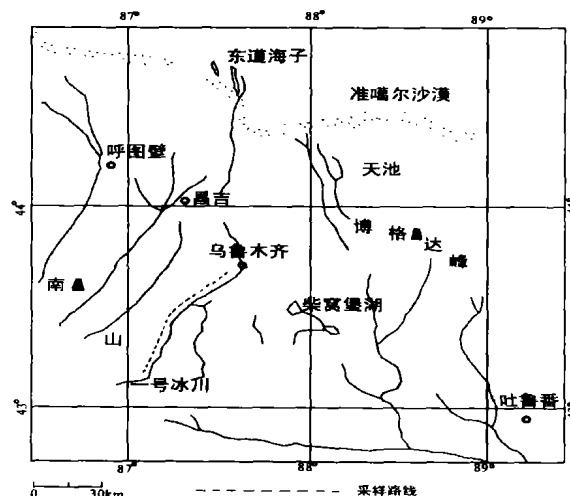 87° 88° 89°
东道海子
准噶尔沙漠
呼图壁
天池
昌吉
44°
博格达峰
乌鲁木齐
南
柴窝堡湖
山
一号冰川
吐鲁番
43°
87° 88° 89°
0 30km 采样路线